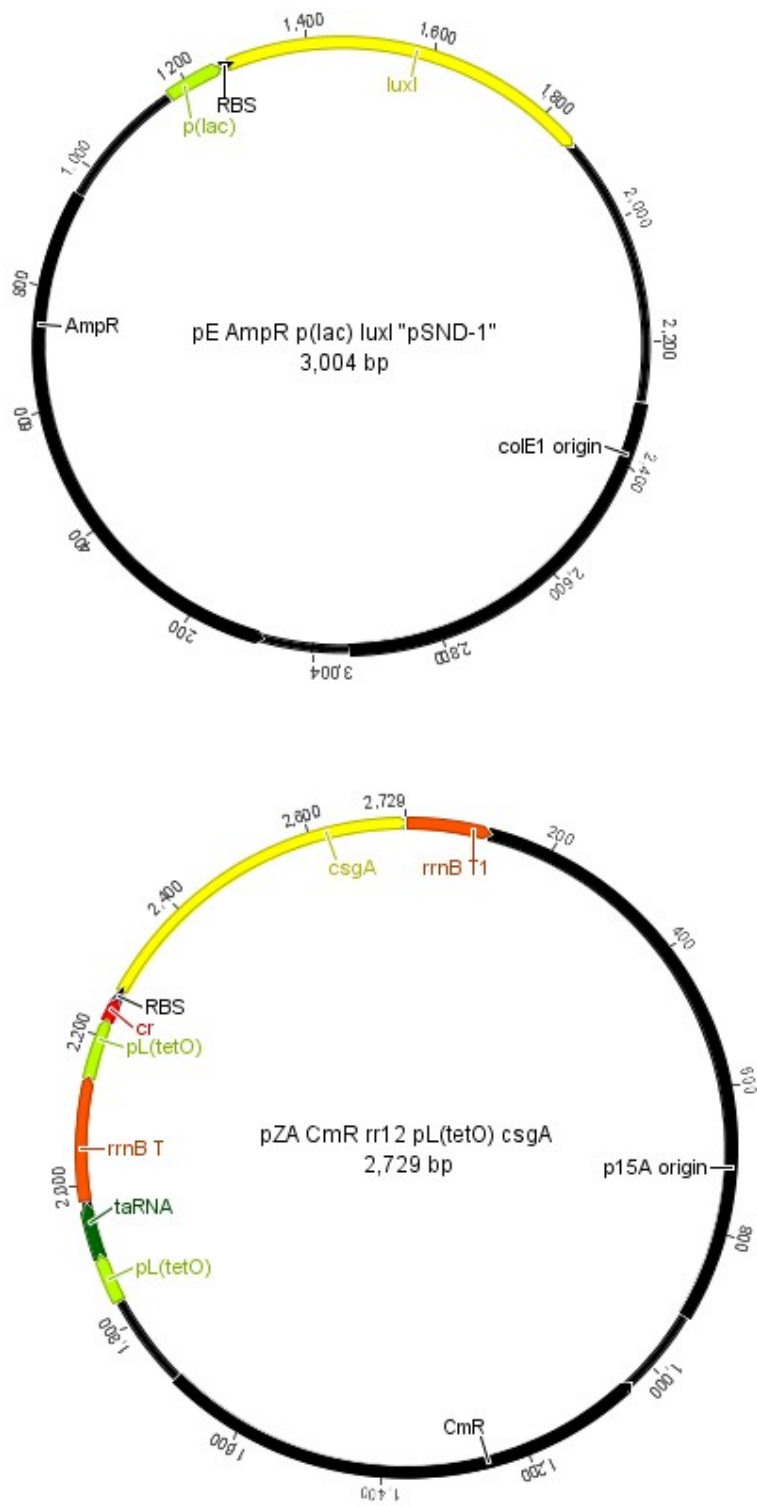 1,400
1,600
1,200
luxI
RBS
1,800
p(lac)
1,000
2,000
800
AmpR
pE AmpR p(lac) luxI "pSND-1"
3,004 bp
2,200
600
colE1 origin
2,400
400
2,600
200
3,004
2,800
2,729
2,600
200
csgA
rrnB T1
2,400
400
RBS
cr
2,200
pL(tetO)
600
pZA CmR rr12 pL(tetO) csgA
2,729 bp
rrnB T
p15A origin
2,000
taRNA
800
pL(tetO)
1,800
1,000
CmR
1,600
1,200
1,400